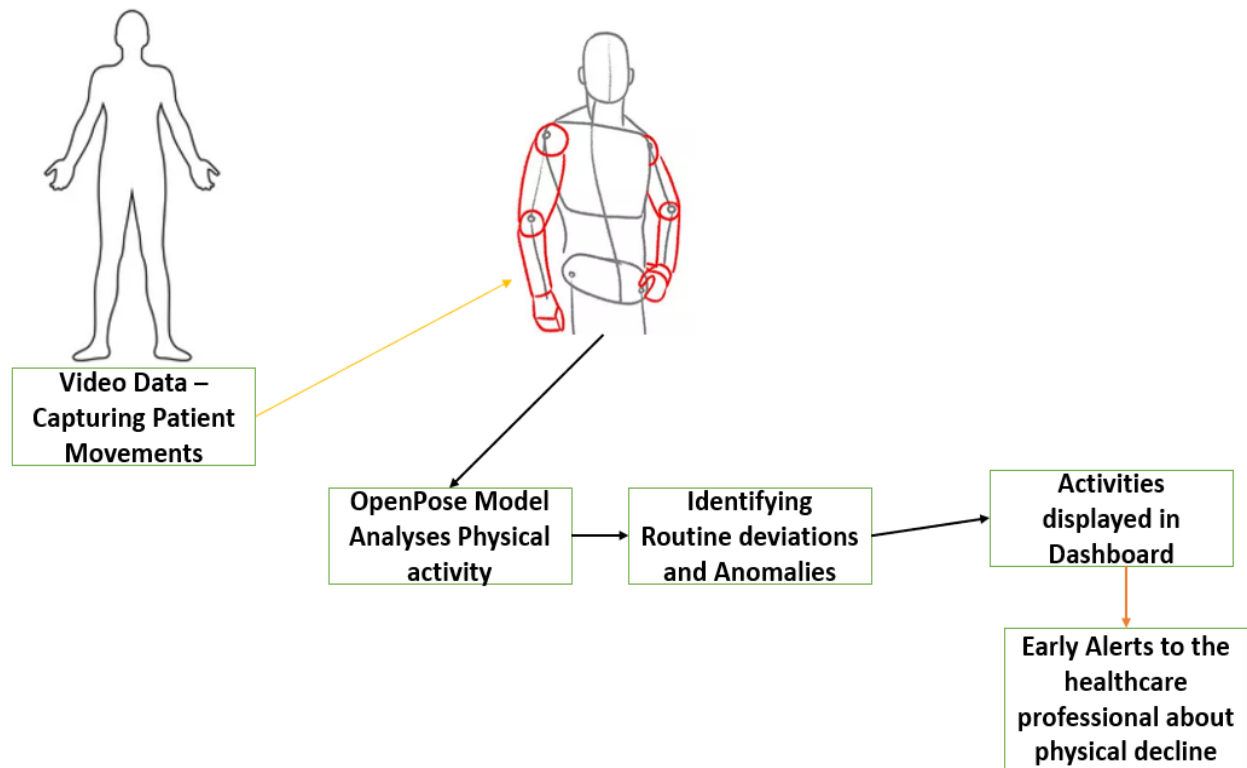 Video Data –
Capturing Patient
Movements
OpenPose Model
Analyses Physical
activity
Identifying
Routine deviations
and Anomalies
Activities
displayed in
Dashboard
Early Alerts to the
healthcare
professional about
physical decline